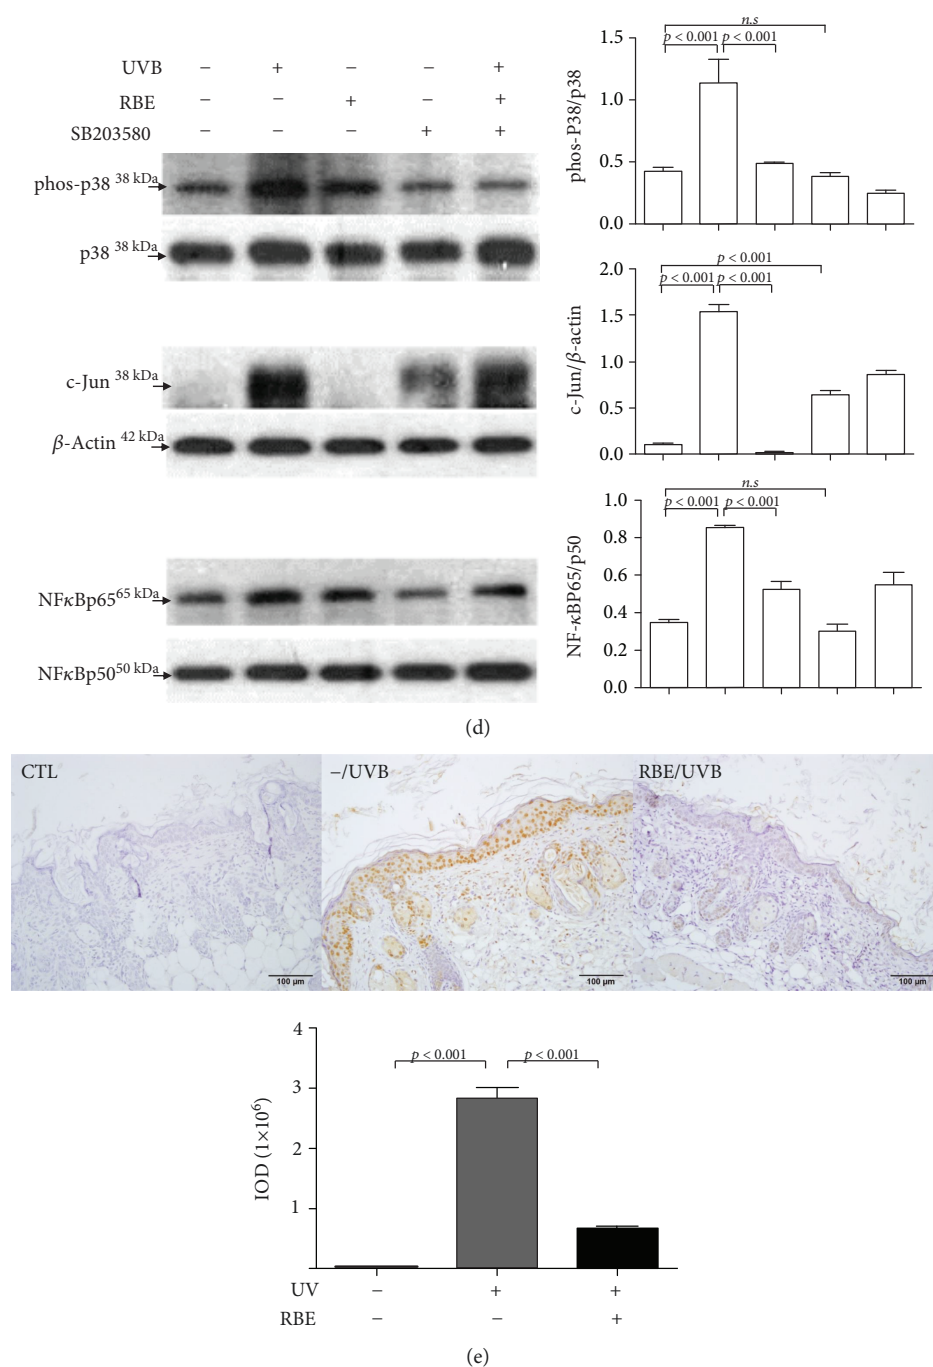 UVB − + − − +
RBE − − + − +
SB203580 − − − + +
phos-p38 38 kDa
p38 38 kDa
c-Jun 38 kDa
β-Actin 42 kDa
NFκBp65 65 kDa
NFκBp50 50 kDa
n.s
p < 0.001 p < 0.001
1.5
1.0
0.5
0.0
phos-P38/p38
p < 0.001
p < 0.001 p < 0.001
2.0
1.5
1.0
0.5
0.0
c-Jun/β-actin
n.s
p < 0.001 p < 0.001
1.0
0.8
0.6
0.4
0.2
0.0
NF-κBP65/p50
(d)
CTL
−/UVB
RBE/UVB
100 µm
100 µm
100 µm
4
3
2
1
IOD (1×10⁶)
p < 0.001 p < 0.001
UV − + +
RBE − − +
(e)